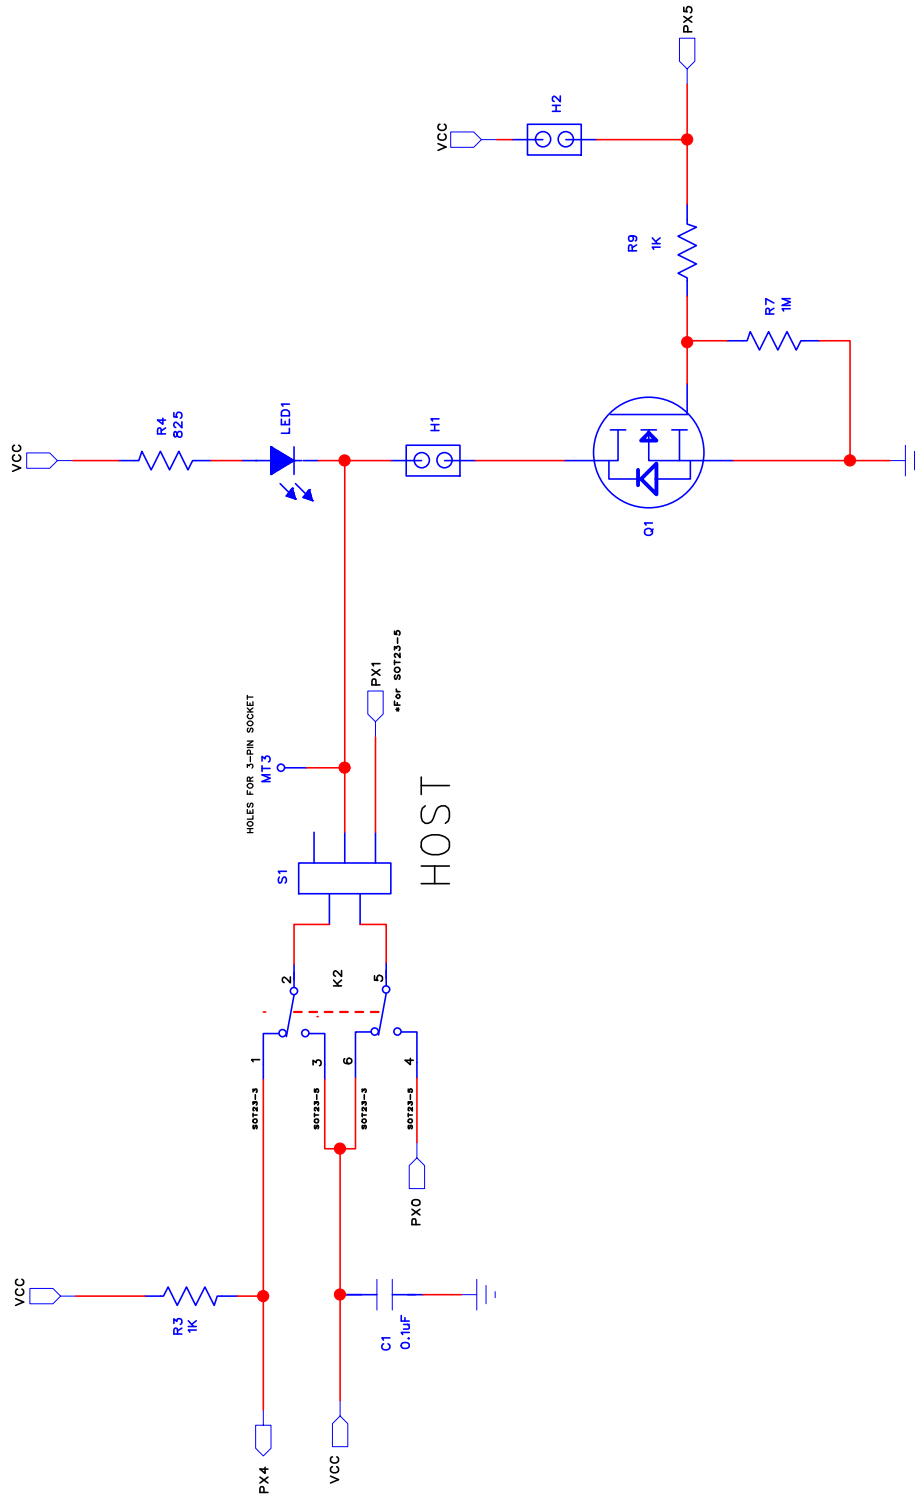 PX5
VCC
H2
R9
1K
R7
1M
VCC
R4
825
LED1
H1
Q1
HOLES FOR 3-PIN SOCKET
MT3
PX1
*For SOT23-5
S1
HOST
2
K2
5
1
3
6
4
SOT23-3
SOT23-5
SOT23-3
SOT23-5
PX0
VCC
R3
1K
C1
0.1uF
PX4
VCC